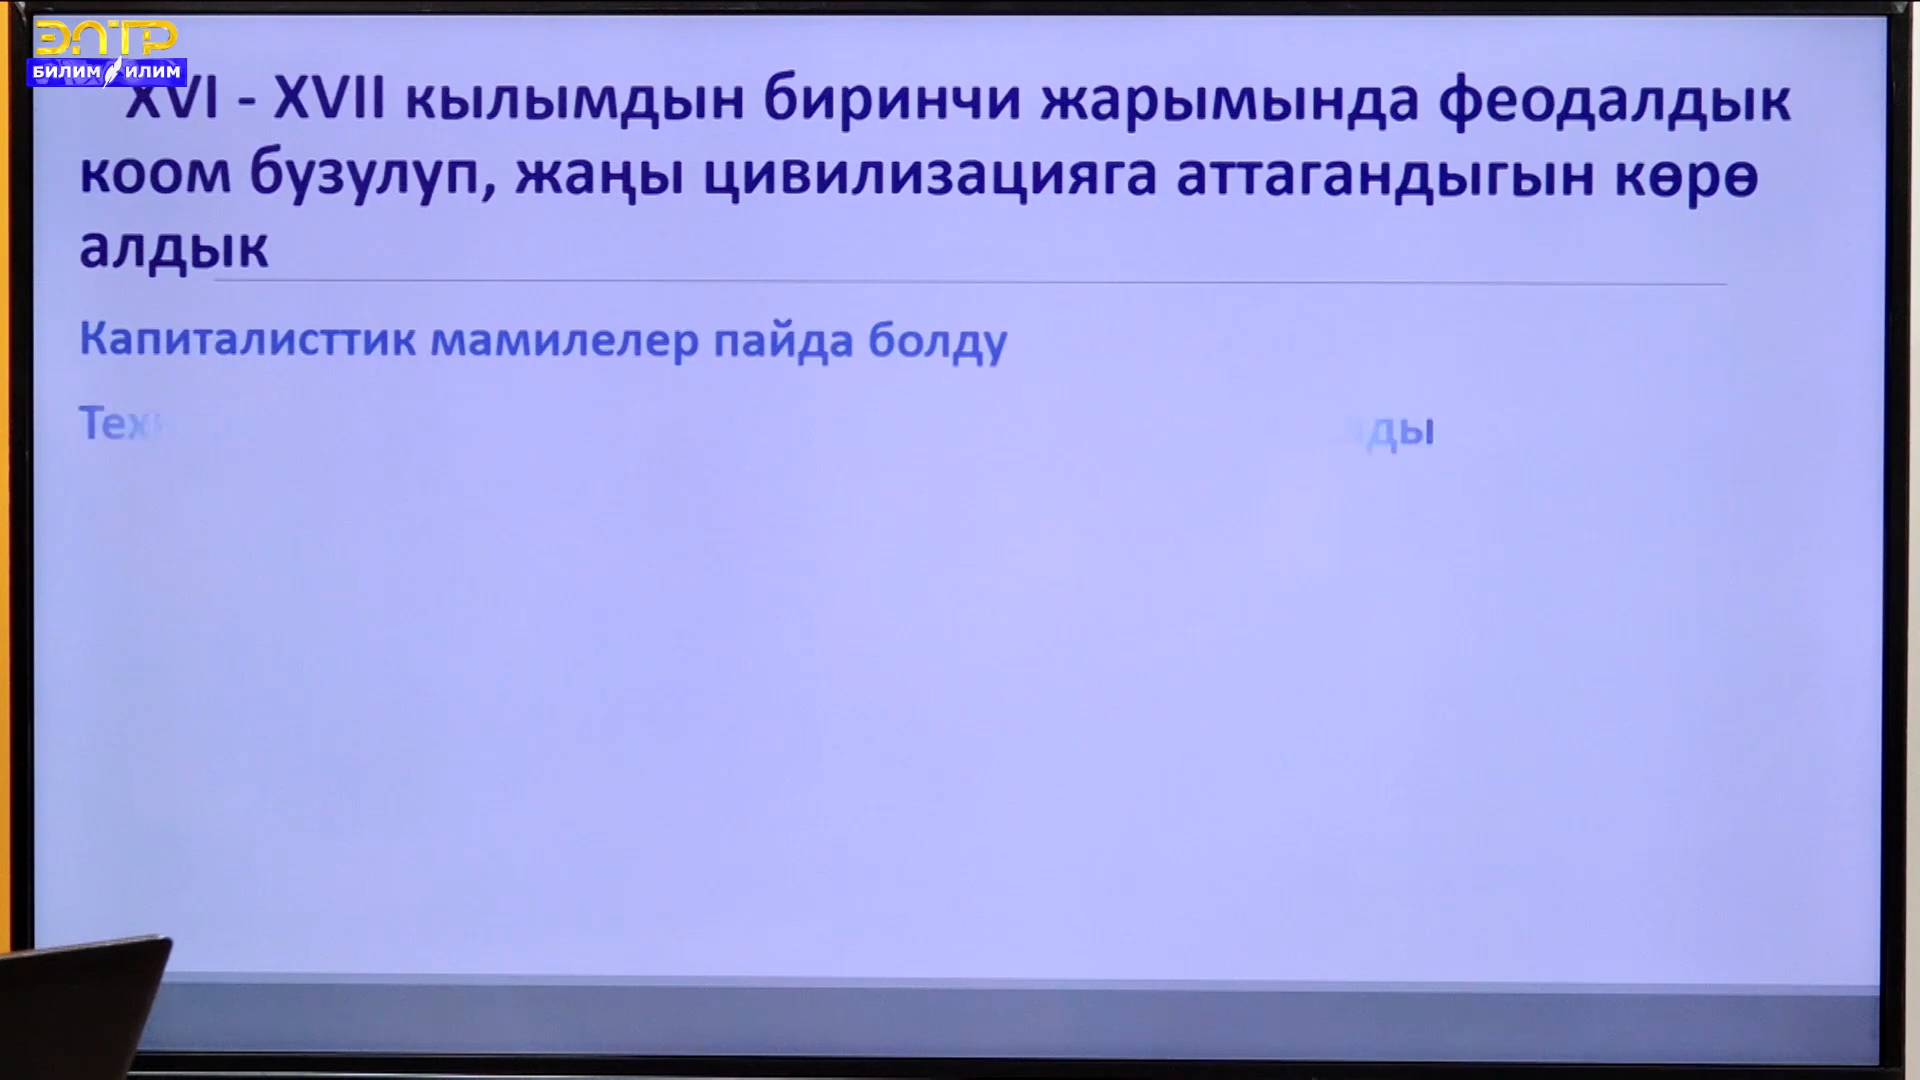 ЭЛТР
БИЛИМ ИЛИМ
XVI - XVII кылымдын биринчи жарымында феодалдык
коом бузулуп, жаңы цивилизацияга аттагандыгын көрө
алдык
Капиталисттик мамилелер пайда болду